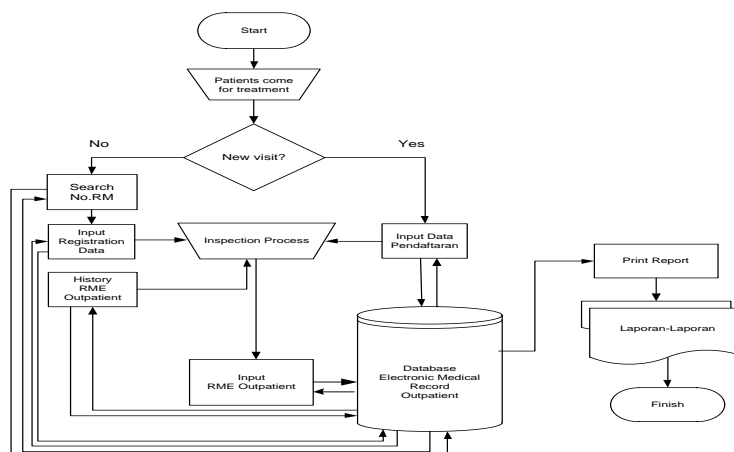 Start
Patients come
for treatment
No
New visit?
Yes
Search
No.RM
Input
Registration
Data
Inspection Process
Input Data
Pendaftaran
Print Report
History
RME
Outpatient
Laporan-Laporan
Input
RME Outpatient
Database
Electronic Medical
Record
Outpatient
Finish